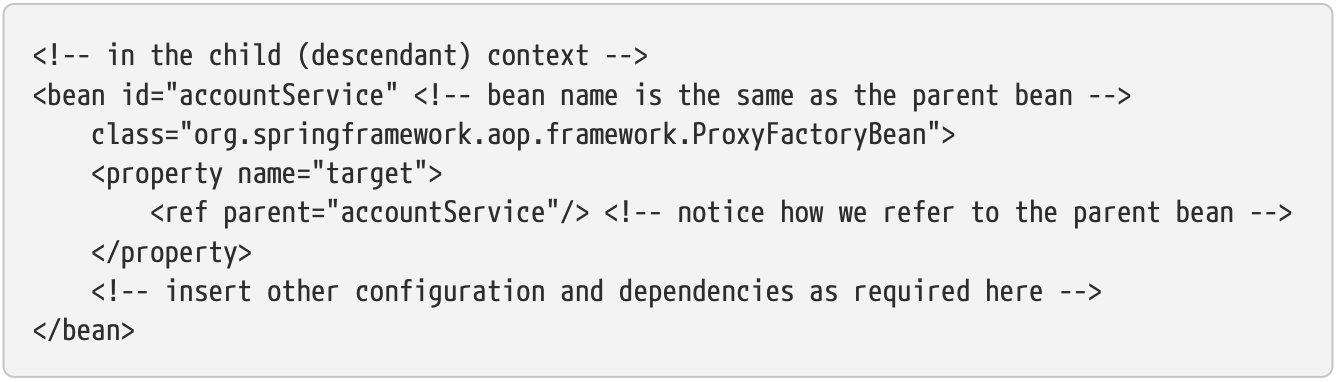 <!-- in the child (descendant) context -->
<bean id="accountService" <!-- bean name is the same as the parent bean -->
    class="org.springframework.aop.framework.ProxyFactoryBean">
    <property name="target">
        <ref parent="accountService"/> <!-- notice how we refer to the parent bean -->
    </property>
    <!-- insert other configuration and dependencies as required here -->
</bean>